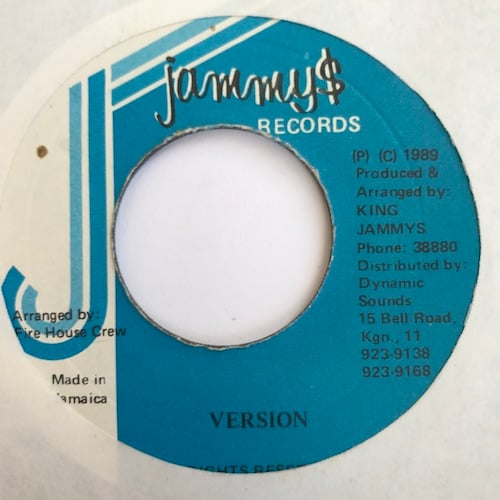 jammy$
RECORDS
(P) (C) 1989
Produced &
Arranged by:
KING
JAMMYS
Phone: 38880
Distributed by:
Dynamic
Sounds
15 Bell Road,
Kgn., 11
923-9138
923-9168
Arranged by:
Fire House Crew
Made in
Jamaica
VERSION